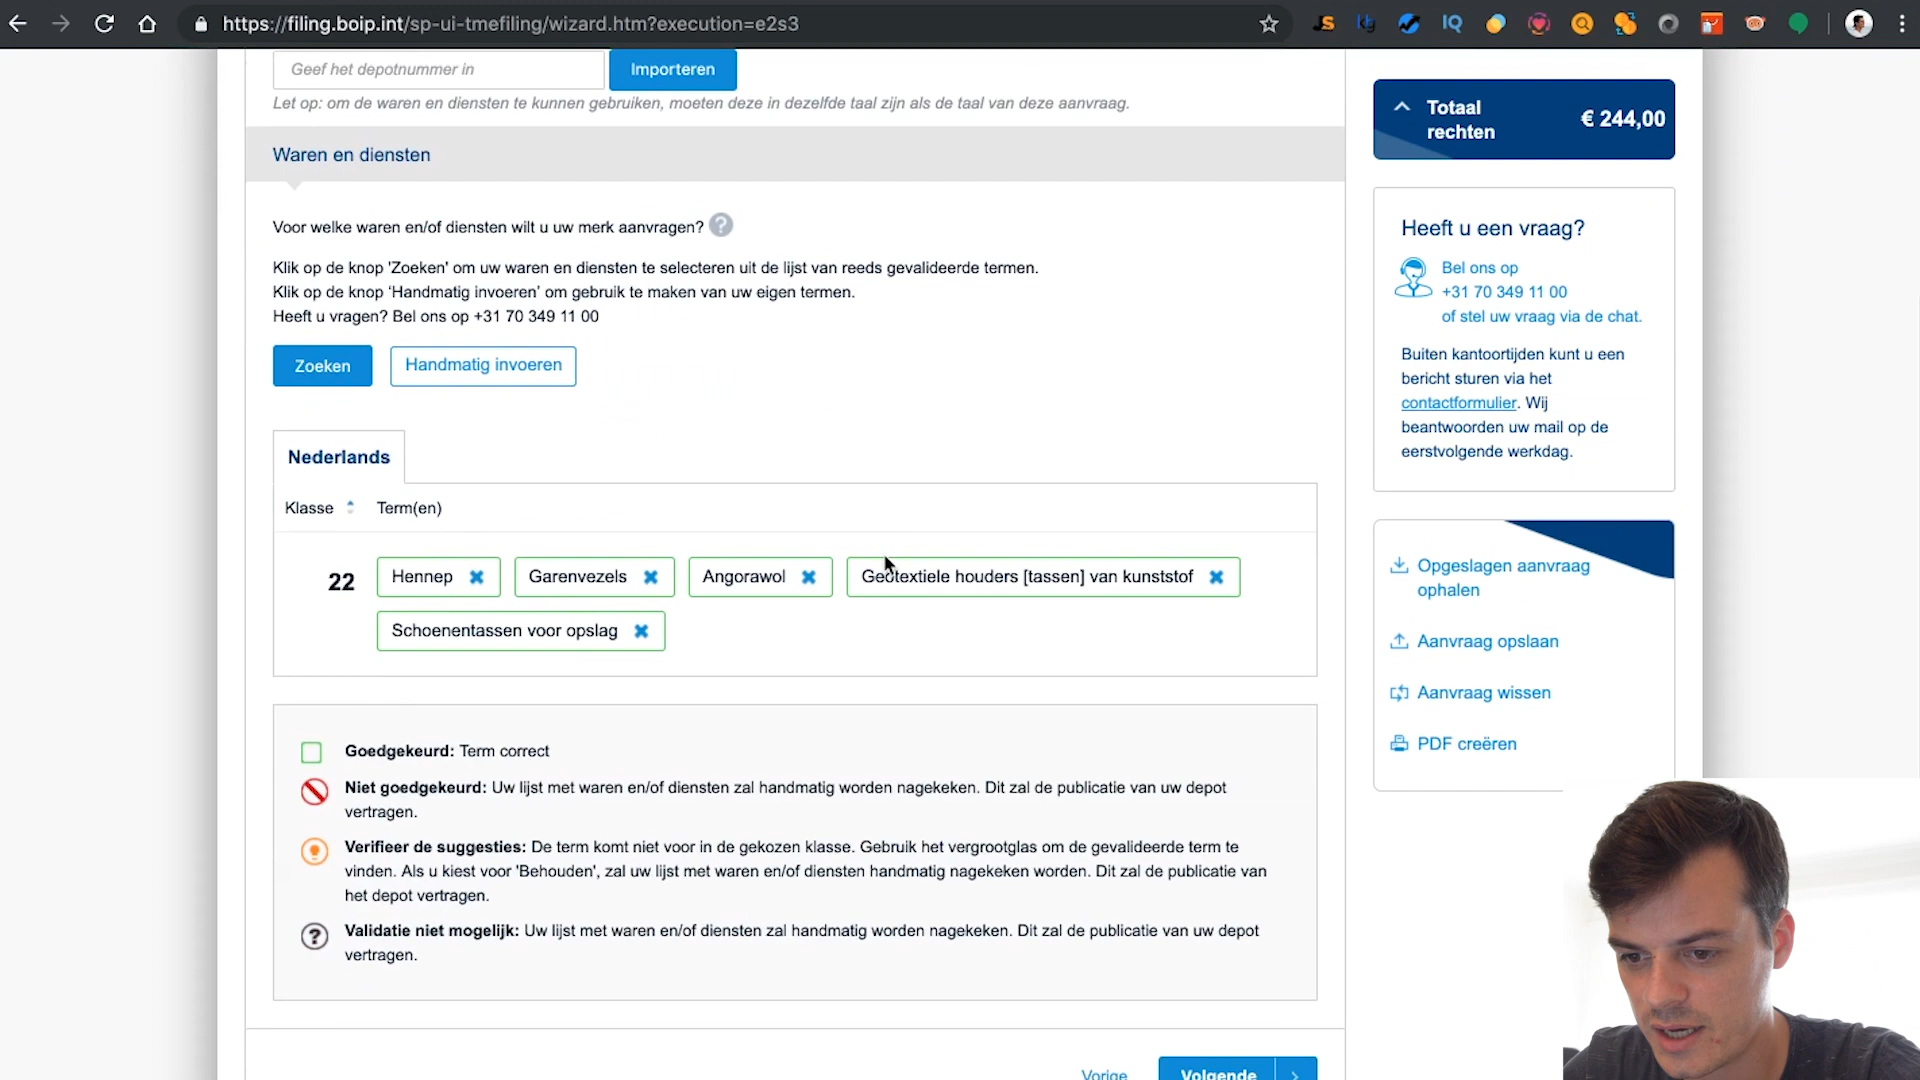 https://filing.boip.int/sp-ui-tmefiling/wizard.htm?execution=e2s3
JS
IQ
Geef het depotnummer in
Importeren
Let op: om de waren en diensten te kunnen gebruiken, moeten deze in dezelfde taal zijn als de taal van deze aanvraag.
Waren en diensten
Voor welke waren en/of diensten wilt u uw merk aanvragen? ?
Klik op de knop 'Zoeken' om uw waren en diensten te selecteren uit de lijst van reeds gevalideerde termen.
Klik op de knop ‘Handmatig invoeren’ om gebruik te maken van uw eigen termen.
Heeft u vragen? Bel ons op +31 70 349 11 00
Zoeken
Handmatig invoeren
Nederlands
Klasse Term(en)
22 Hennep Garenvezels Angorawol Geotextiele houders [tassen] van kunststof
Schoenentassen voor opslag
Goedgekeurd: Term correct
Niet goedgekeurd: Uw lijst met waren en/of diensten zal handmatig worden nagekeken. Dit zal de publicatie van uw depot
vertragen.
Verifieer de suggesties: De term komt niet voor in de gekozen klasse. Gebruik het vergrootglas om de gevalideerde term te
vinden. Als u kiest voor 'Behouden', zal uw lijst met waren en/of diensten handmatig nagekeken worden. Dit zal de publicatie van
het depot vertragen.
? Validatie niet mogelijk: Uw lijst met waren en/of diensten zal handmatig worden nagekeken. Dit zal de publicatie van uw depot
vertragen.
Vorige
Volgende
Totaal
rechten
€ 244,00
Heeft u een vraag?
Bel ons op
+31 70 349 11 00
of stel uw vraag via de chat.
Buiten kantoortijden kunt u een
bericht sturen via het
contactformulier. Wij
beantwoorden uw mail op de
eerstvolgende werkdag.
Opgeslagen aanvraag
ophalen
Aanvraag opslaan
Aanvraag wissen
PDF creëren